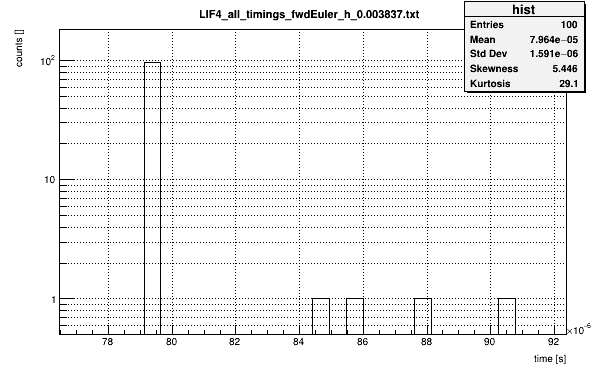 LIF4_all_timings_fwdEuler_h_0.003837.txt
hist
Entries 100
Mean 7.964e−05
Std Dev 1.591e−06
Skewness 5.446
Kurtosis 29.1
counts []
10²
10
1
78 80 82 84 86 88 90 92
×10⁻⁶
time [s]